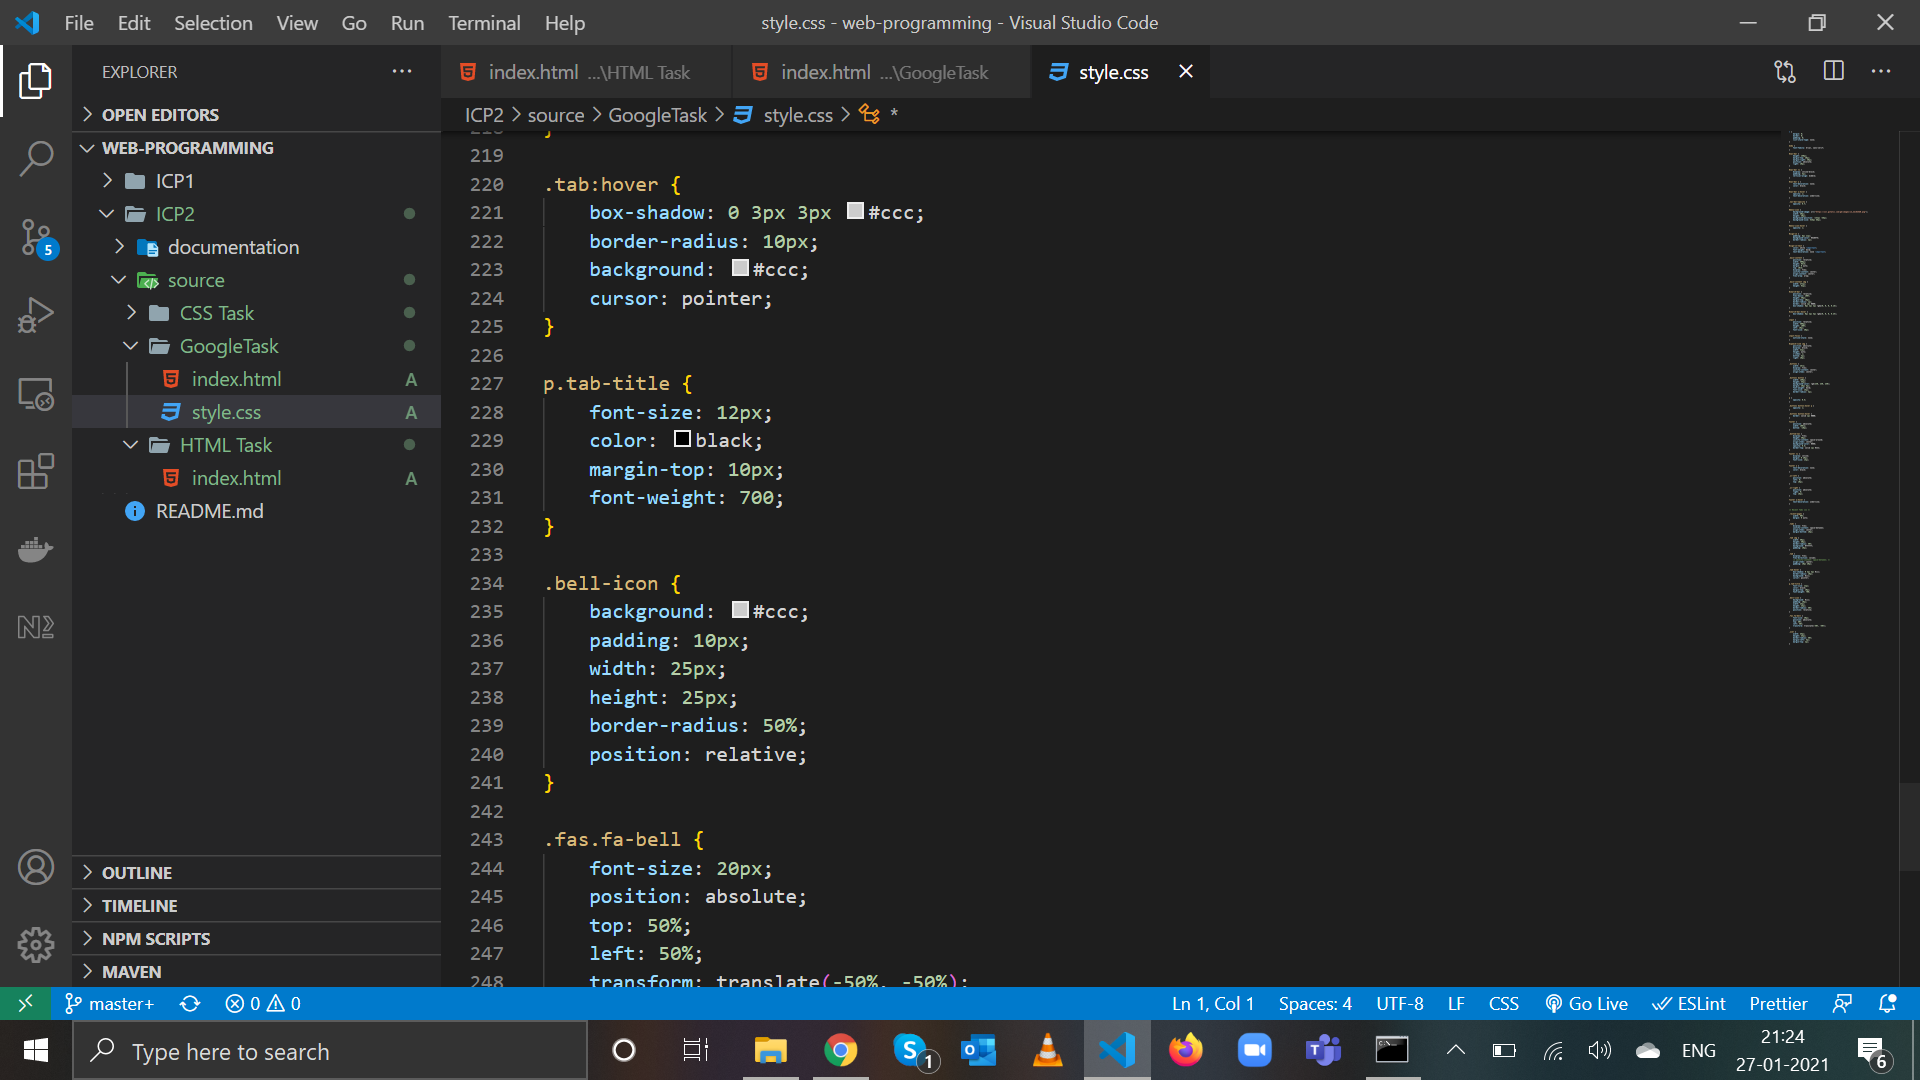 File Edit Selection View Go Run Terminal Help
style.css - web-programming - Visual Studio Code
EXPLORER
index.html ...\HTML Task
index.html ...\GoogleTask
style.css
OPEN EDITORS
ICP2 > source > GoogleTask > style.css > *
WEB-PROGRAMMING
ICP1
ICP2
documentation
source
CSS Task
GoogleTask
index.html A
style.css A
HTML Task
index.html A
README.md
OUTLINE
TIMELINE
NPM SCRIPTS
MAVEN
5
218 }
219
220 .tab:hover {
221 box-shadow: 0 3px 3px #ccc;
222 border-radius: 10px;
223 background: #ccc;
224 cursor: pointer;
225 }
226
227 p.tab-title {
228 font-size: 12px;
229 color: black;
230 margin-top: 10px;
231 font-weight: 700;
232 }
233
234 .bell-icon {
235 background: #ccc;
236 padding: 10px;
237 width: 25px;
238 height: 25px;
239 border-radius: 50%;
240 position: relative;
241 }
242
243 .fas.fa-bell {
244 font-size: 20px;
245 position: absolute;
246 top: 50%;
247 left: 50%;
248 transform: translate(-50%, -50%);
master+ 0 0 Ln 1, Col 1 Spaces: 4 UTF-8 LF CSS Go Live ESLint Prettier
Type here to search
1
ENG
21:24
27-01-2021
6